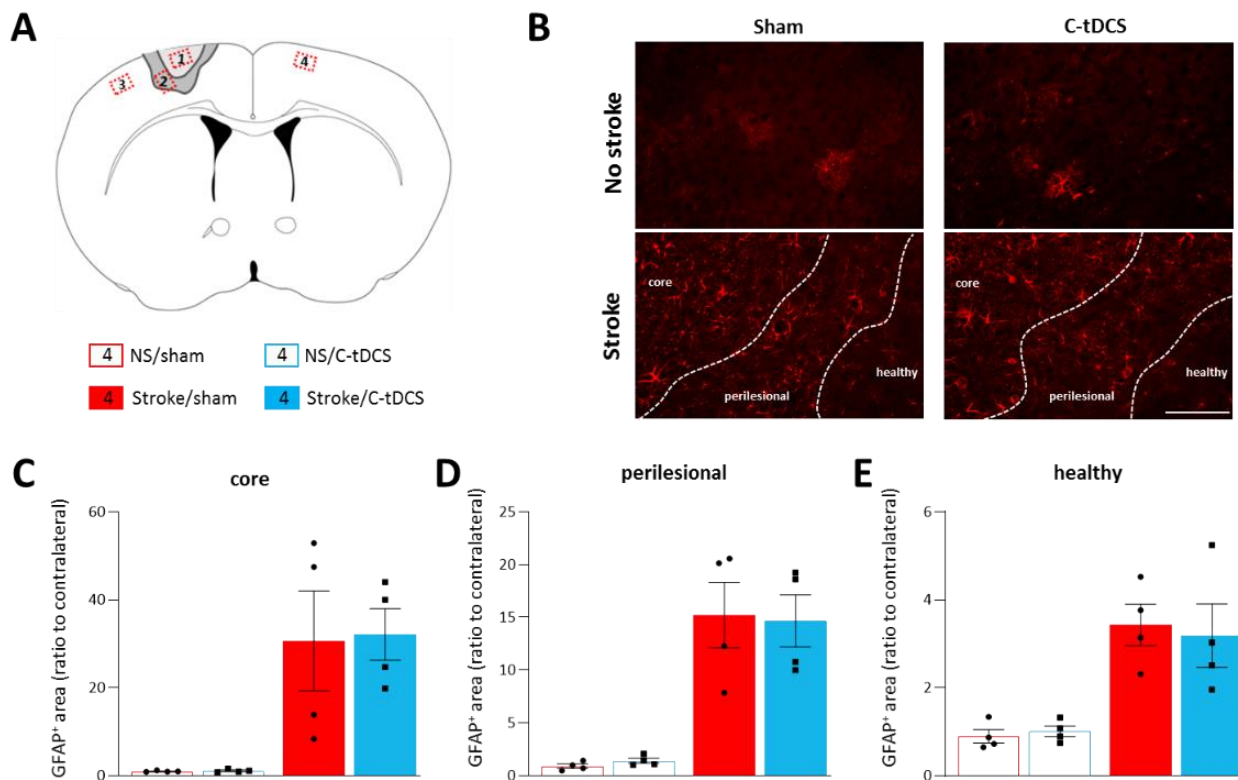 A
1
2
3
4
4 NS/sham
4 NS/C-tDCS
4 Stroke/sham
4 Stroke/C-tDCS
B
Sham
C-tDCS
No stroke
Stroke
core
perilesional
healthy
core
perilesional
healthy
C
core
GFAP⁺ area (ratio to contralateral)
60
40
20
0
D
perilesional
GFAP⁺ area (ratio to contralateral)
25
20
15
10
5
0
E
healthy
GFAP⁺ area (ratio to contralateral)
6
4
2
0